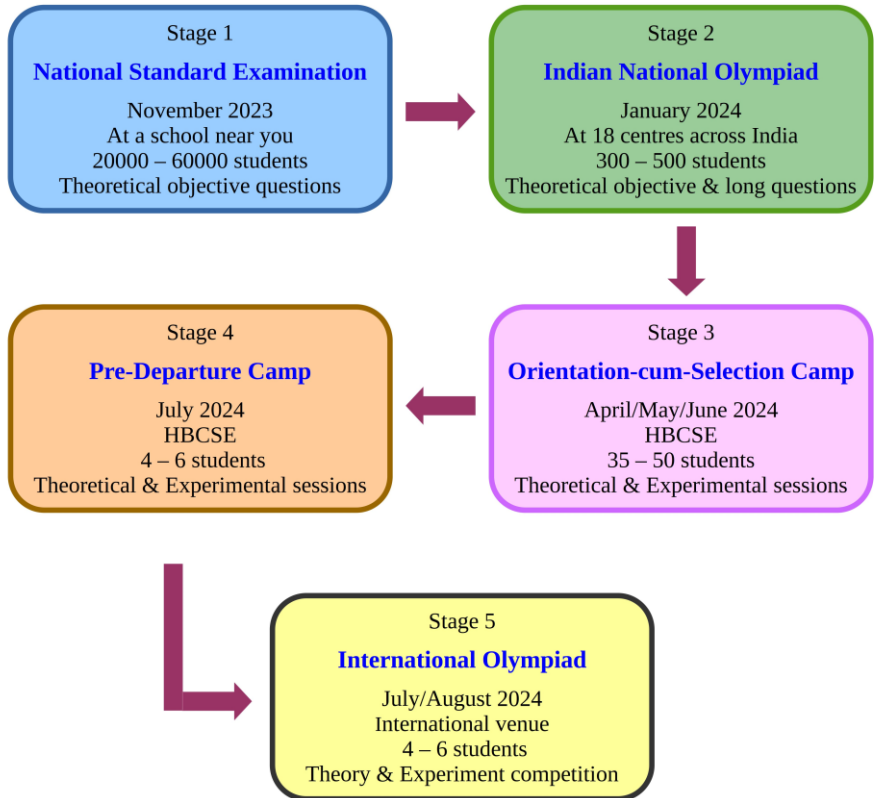 Stage 1
National Standard Examination
November 2023
At a school near you
20000 – 60000 students
Theoretical objective questions
Stage 2
Indian National Olympiad
January 2024
At 18 centres across India
300 – 500 students
Theoretical objective & long questions
Stage 3
Orientation-cum-Selection Camp
April/May/June 2024
HBCSE
35 – 50 students
Theoretical & Experimental sessions
Stage 4
Pre-Departure Camp
July 2024
HBCSE
4 – 6 students
Theoretical & Experimental sessions
Stage 5
International Olympiad
July/August 2024
International venue
4 – 6 students
Theory & Experiment competition